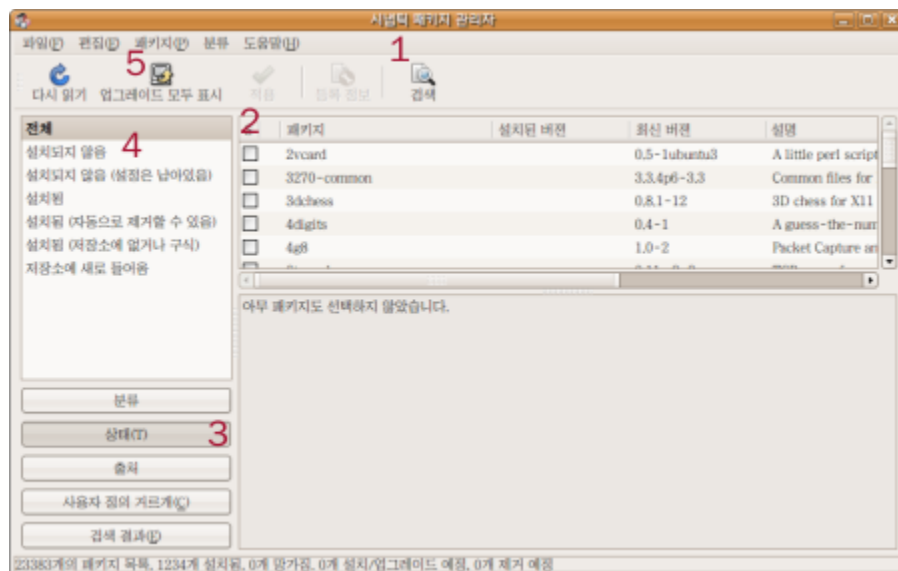 시냅틱 패키지 관리자
파일(F) 편집(E) 패키지(P) 분류 도움말(H)
1
5
다시 읽기 업그레이드 모두 표시 적용 등록 정보 검색
2
전체
패키지 설치된 버전 최신 버전 설명
4
설치되지 않음
2vcard 0.5-1ubuntu3 A little perl script
설치되지 않음 (설정은 남아있음)
3270-common 3.3.4p6-3.3 Common files for
설치됨
3dchess 0.8.1-12 3D chess for X11
설치됨 (자동으로 제거할 수 있음)
4digits 0.4-1 A guess-the-num
설치됨 (저장소에 없거나 구식)
4g8 1.0-2 Packet Capture an
저장소에 새로 들어옴
아무 패키지도 선택하지 않았습니다.
분류
상태(T)
3
출처
사용자 정의 거르개(C)
검색 결과(E)
23383개의 패키지 목록, 1234개 설치됨, 0개 망가짐, 0개 설치/업그레이드 예정, 0개 제거 예정